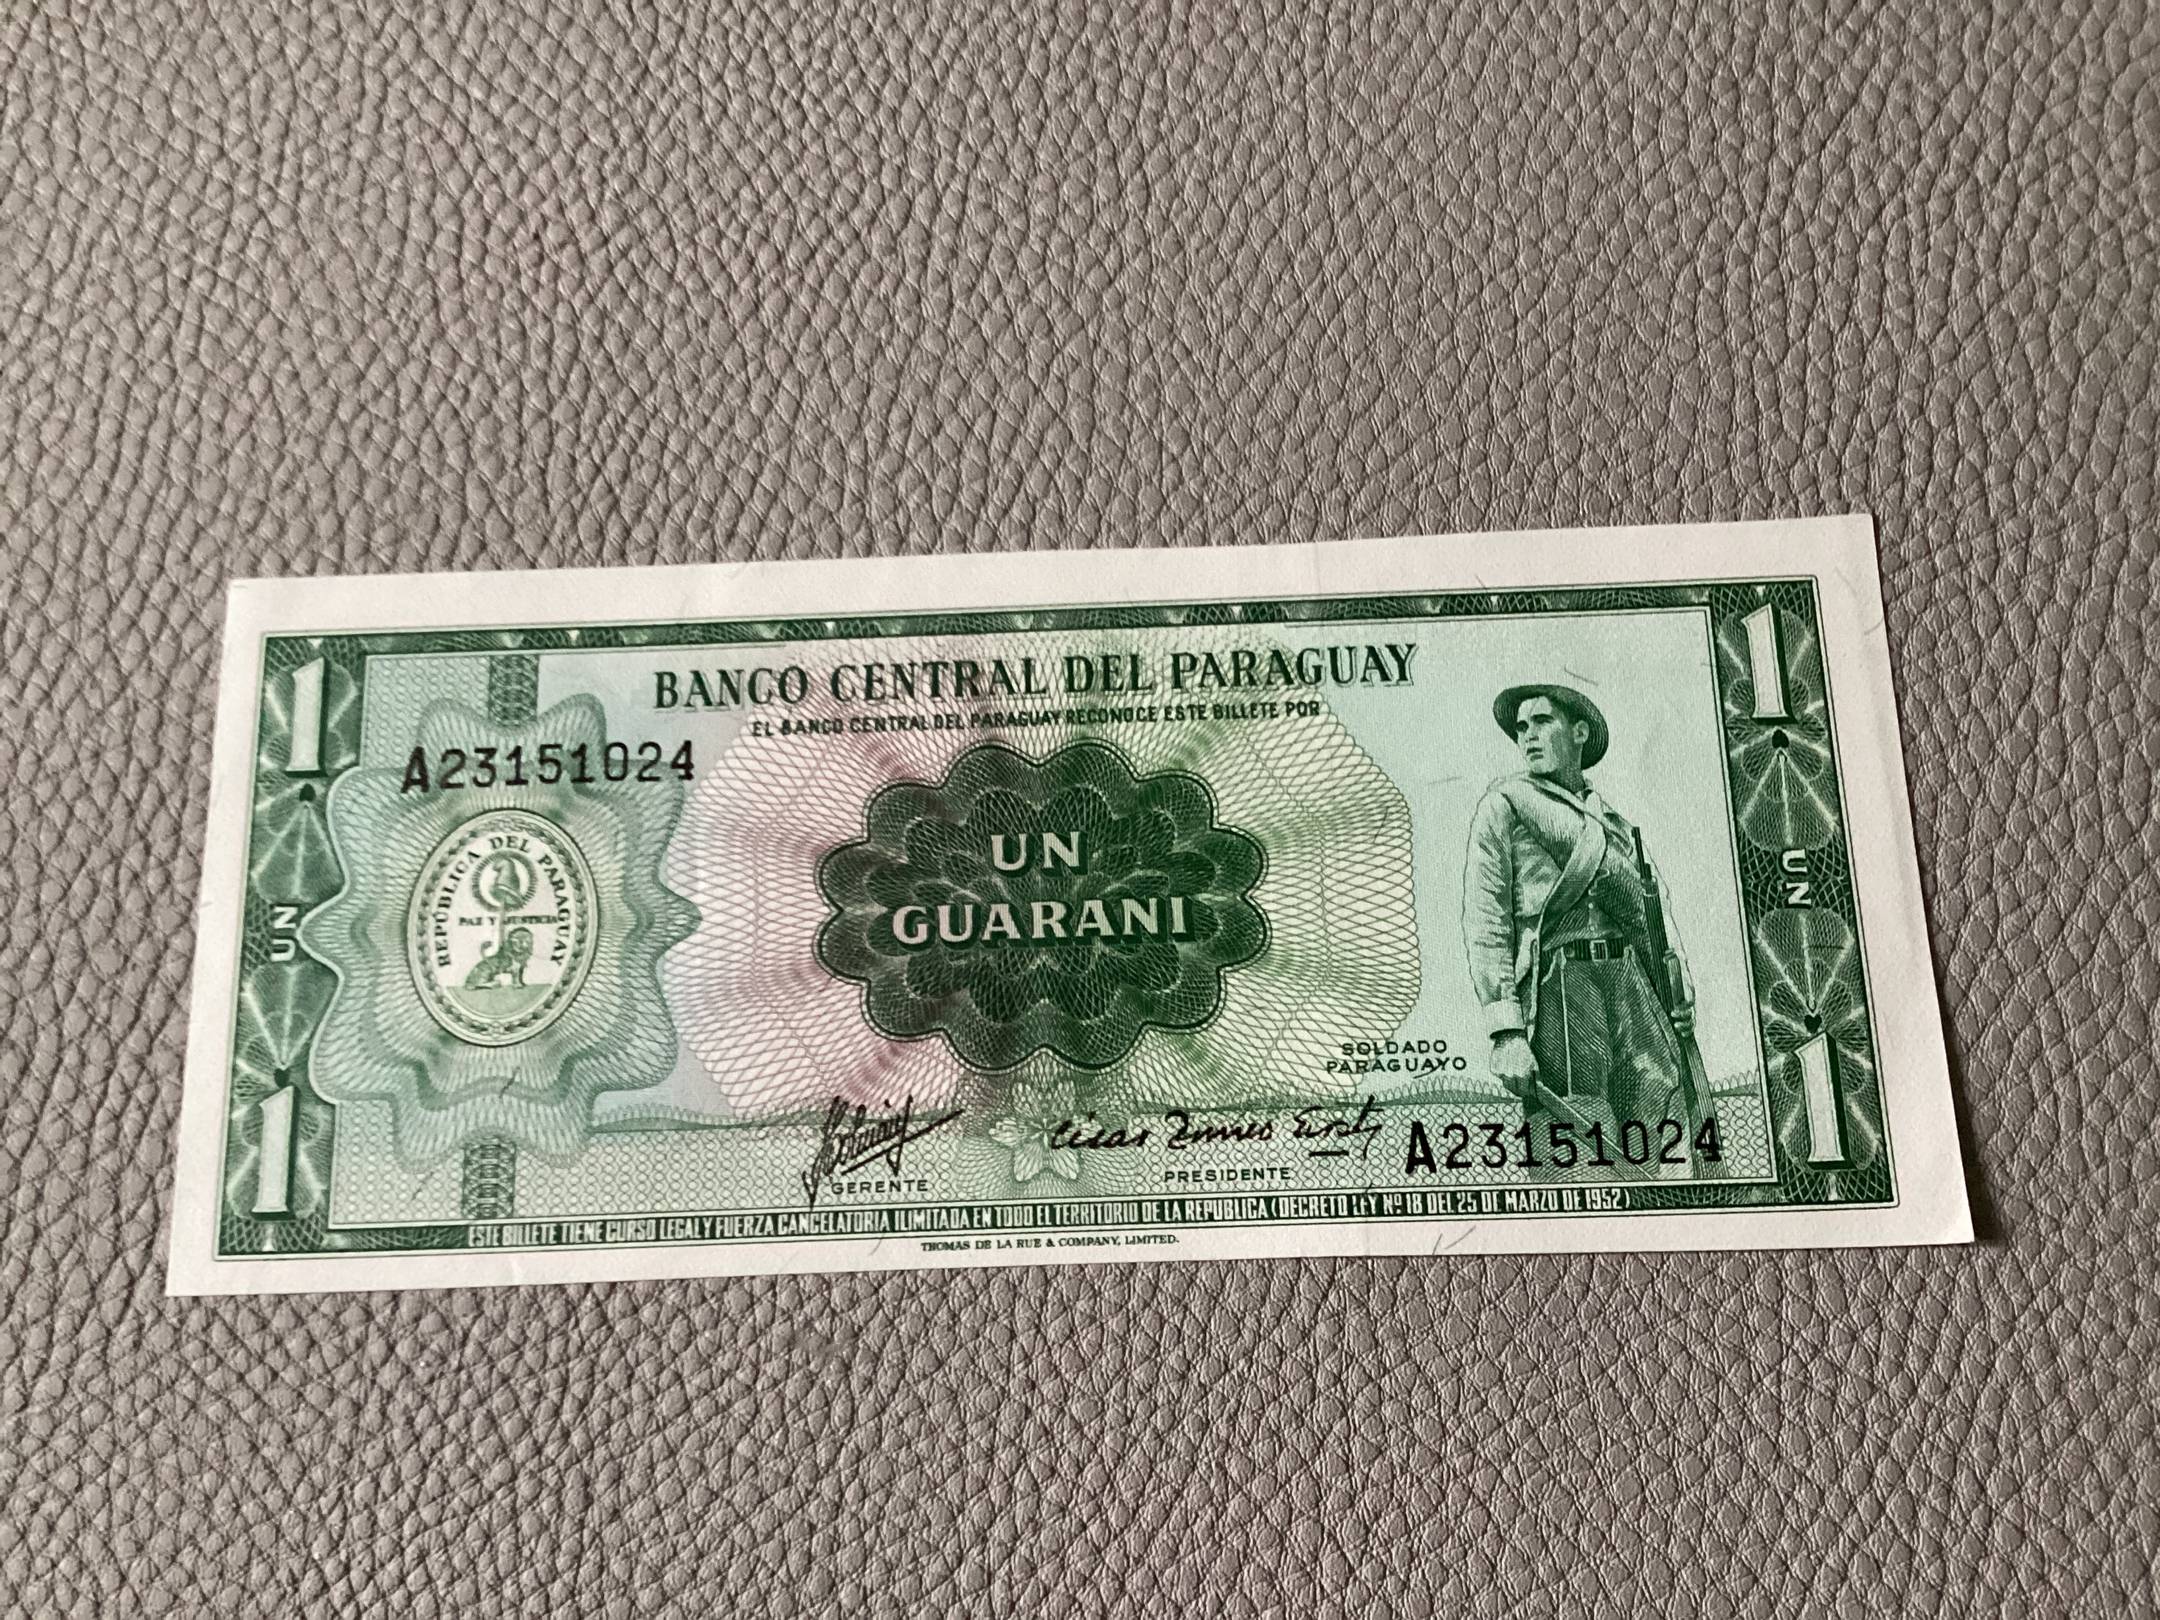 1
1
BANCO CENTRAL DEL PARAGUAY
EL BANCO CENTRAL DEL PARAGUAY RECONOCE ESTE BILLETE POR
A23151024
REPÚBLICA DEL PARAGUAY
PAZ Y JUSTICIA
UN
GUARANI
UN
UN
SOLDADO
PARAGUAYO
1
1
A23151024
GERENTE
PRESIDENTE
ESTE BILLETE TIENE CURSO LEGAL Y FUERZA CANCELATORIA ILIMITADA EN TODO EL TERRITORIO DE LA REPUBLICA (DECRETO LEY Nº 18 DEL 25 DE MARZO DE 1952)
THOMAS DE LA RUE & COMPANY, LIMITED.